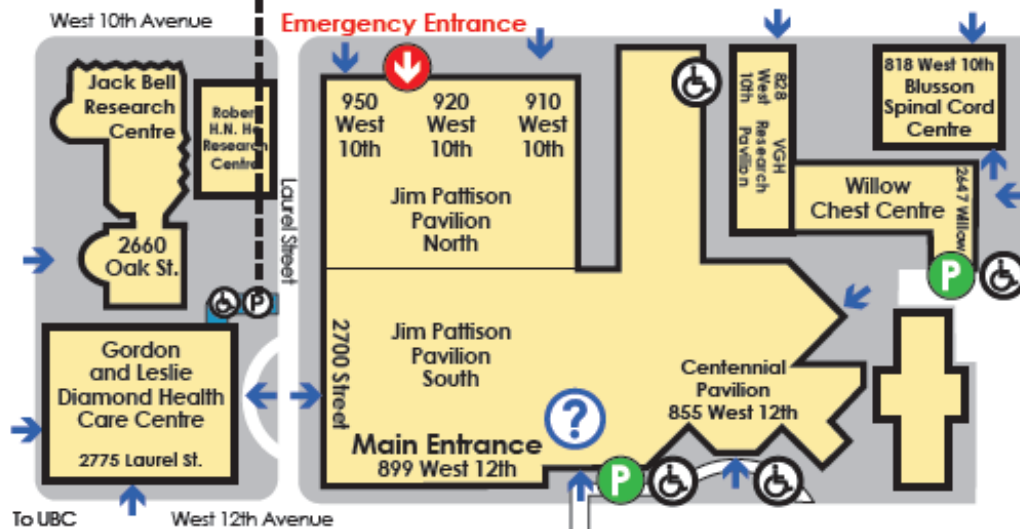 West 10th Avenue
Emergency Entrance
Jack Bell
Research
Centre
Robert
H.N. Ho
Research
Centre
2660
Oak St.
Laurel Street
P
Gordon
and Leslie
Diamond Health
Care Centre
2775 Laurel St.
950
West
10th
920
West
10th
910
West
10th
Jim Pattison
Pavilion
North
2700 Street
Jim Pattison
Pavilion
South
?
Main Entrance
899 West 12th
P
Centennial
Pavilion
855 West 12th
828
West
10th
VGH
Research
Pavilion
818 West 10th
Blusson
Spinal Cord
Centre
Willow
Chest Centre
2647 Willow
P
To UBC
West 12th Avenue